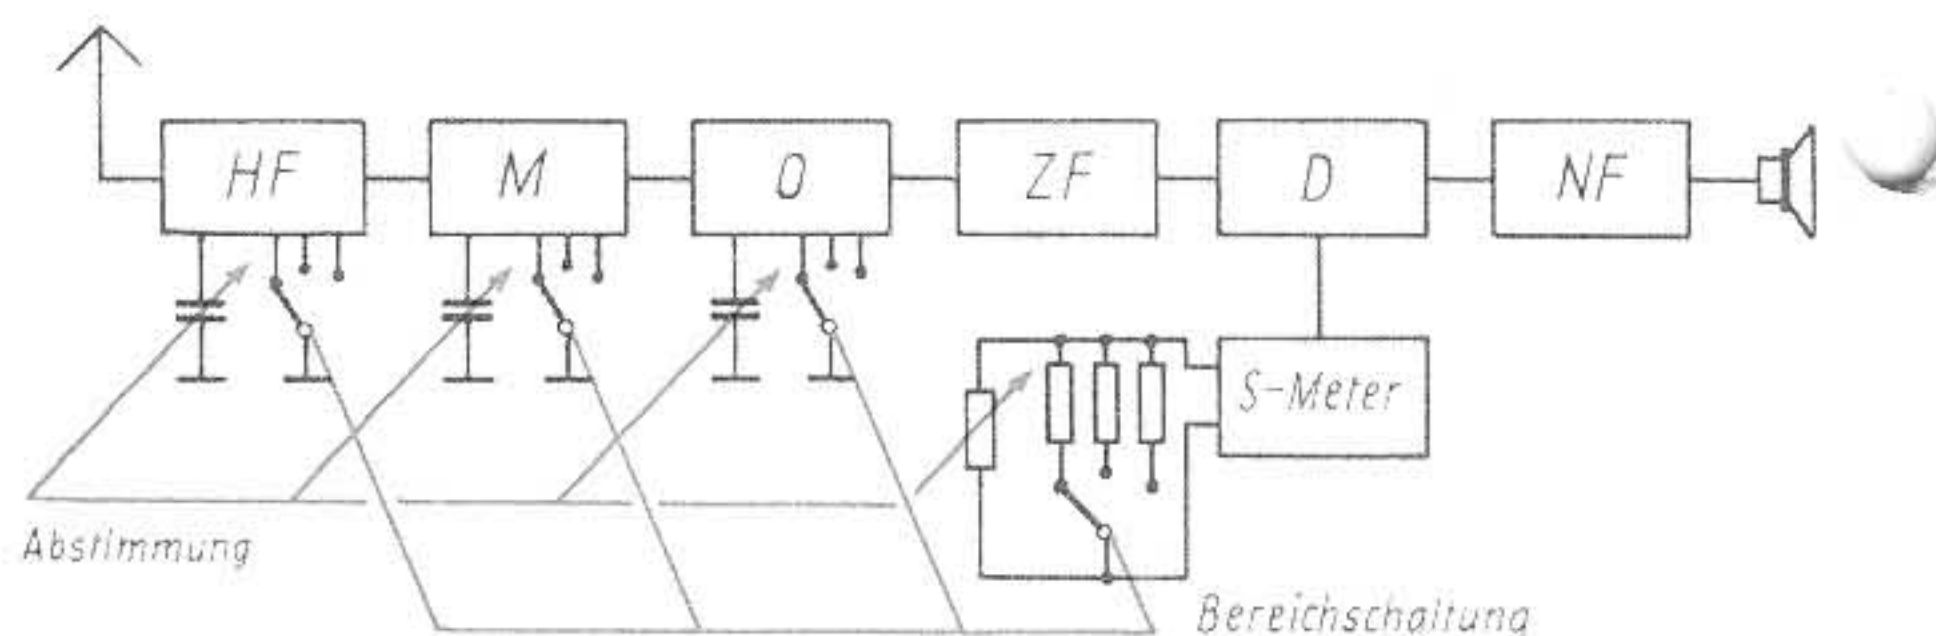 HF M O ZF D NF
S-Meter
Abstimmung
Bereichschaltung